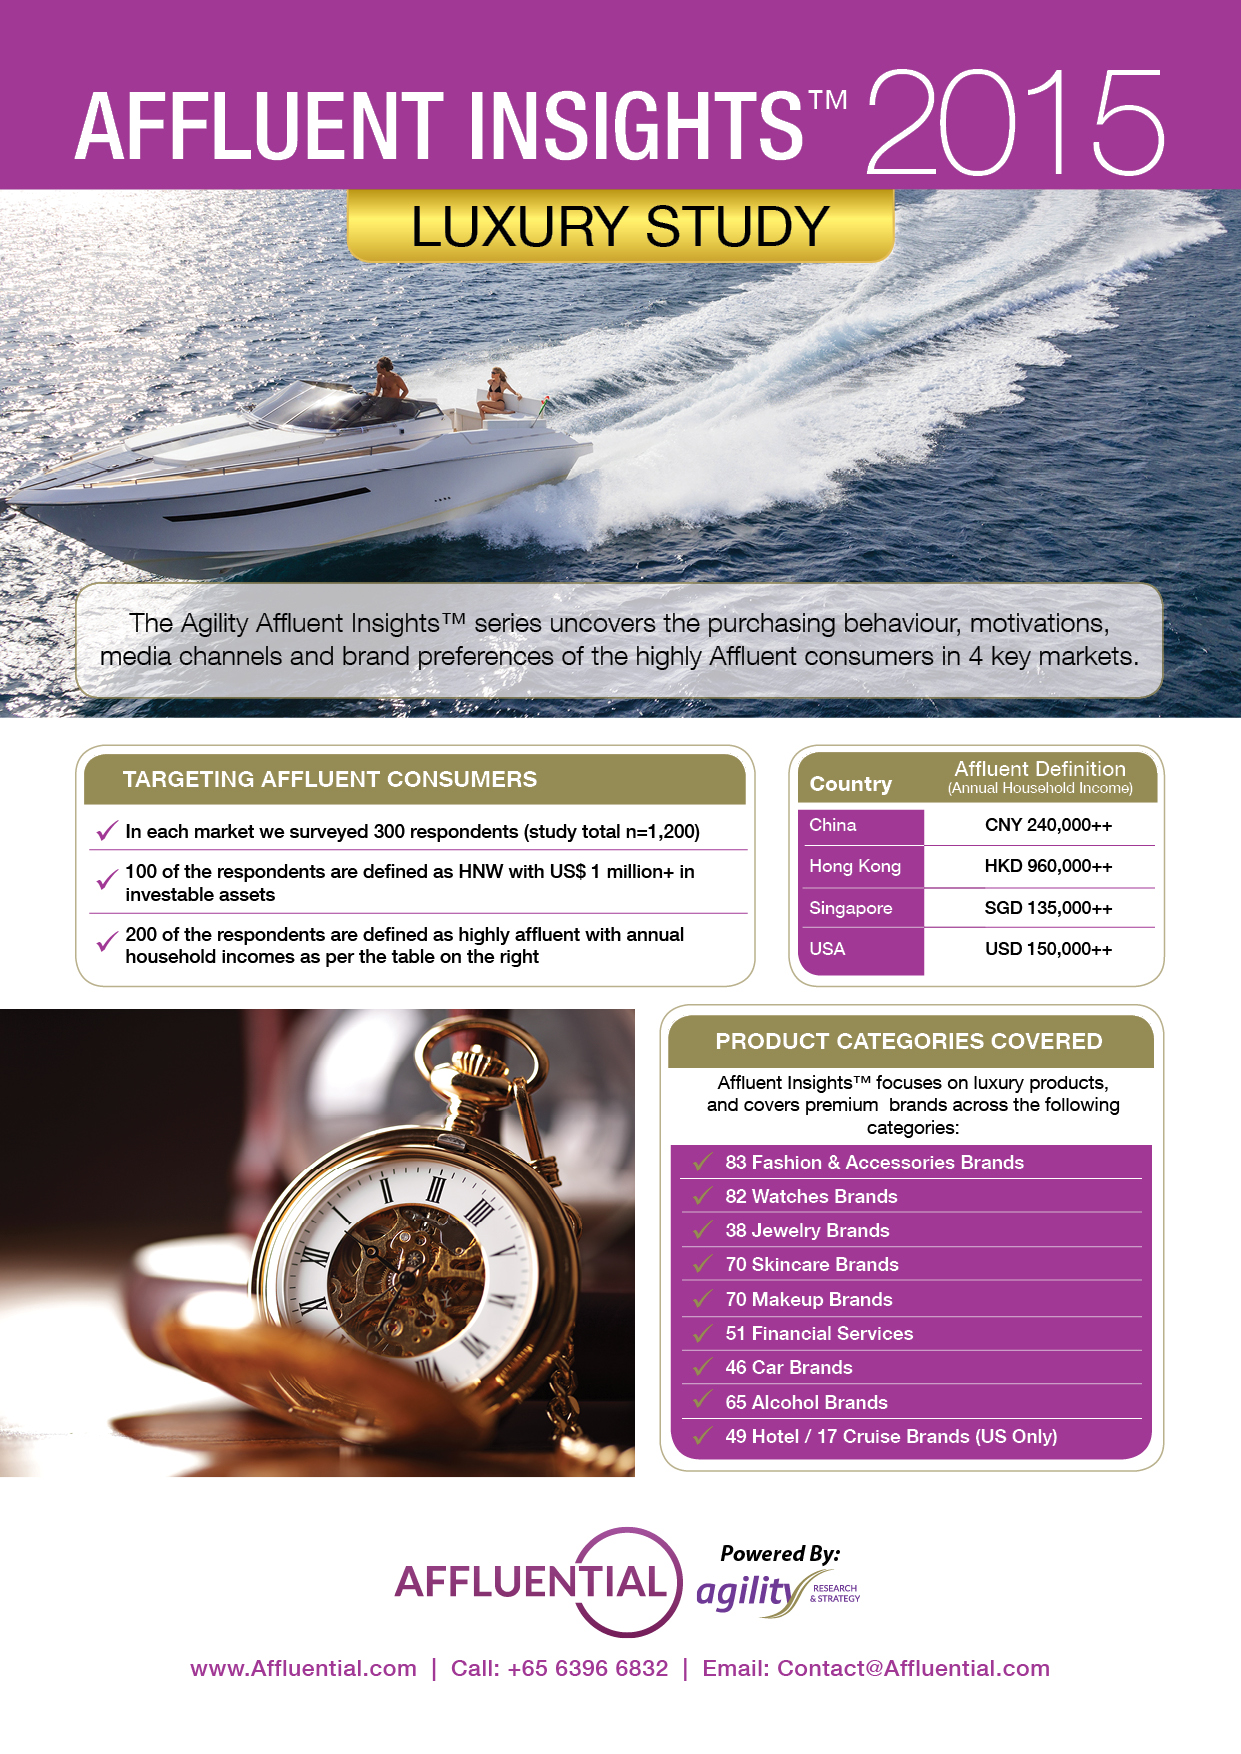 AFFLUENT INSIGHTS™ 2015
LUXURY STUDY
The Agility Affluent Insights™ series uncovers the purchasing behaviour, motivations,
media channels and brand preferences of the highly Affluent consumers in 4 key markets.
TARGETING AFFLUENT CONSUMERS
In each market we surveyed 300 respondents (study total n=1,200)
100 of the respondents are defined as HNW with US$ 1 million+ in
investable assets
200 of the respondents are defined as highly affluent with annual
household incomes as per the table on the right
Country Affluent Definition
(Annual Household Income)
China CNY 240,000++
Hong Kong HKD 960,000++
Singapore SGD 135,000++
USA USD 150,000++
PRODUCT CATEGORIES COVERED
Affluent Insights™ focuses on luxury products,
and covers premium brands across the following
categories:
83 Fashion & Accessories Brands
82 Watches Brands
38 Jewelry Brands
70 Skincare Brands
70 Makeup Brands
51 Financial Services
46 Car Brands
65 Alcohol Brands
49 Hotel / 17 Cruise Brands (US Only)
AFFLUENTIAL
Powered By:
agility RESEARCH
& STRATEGY
www.Affluential.com | Call: +65 6396 6832 | Email: Contact@Affluential.com